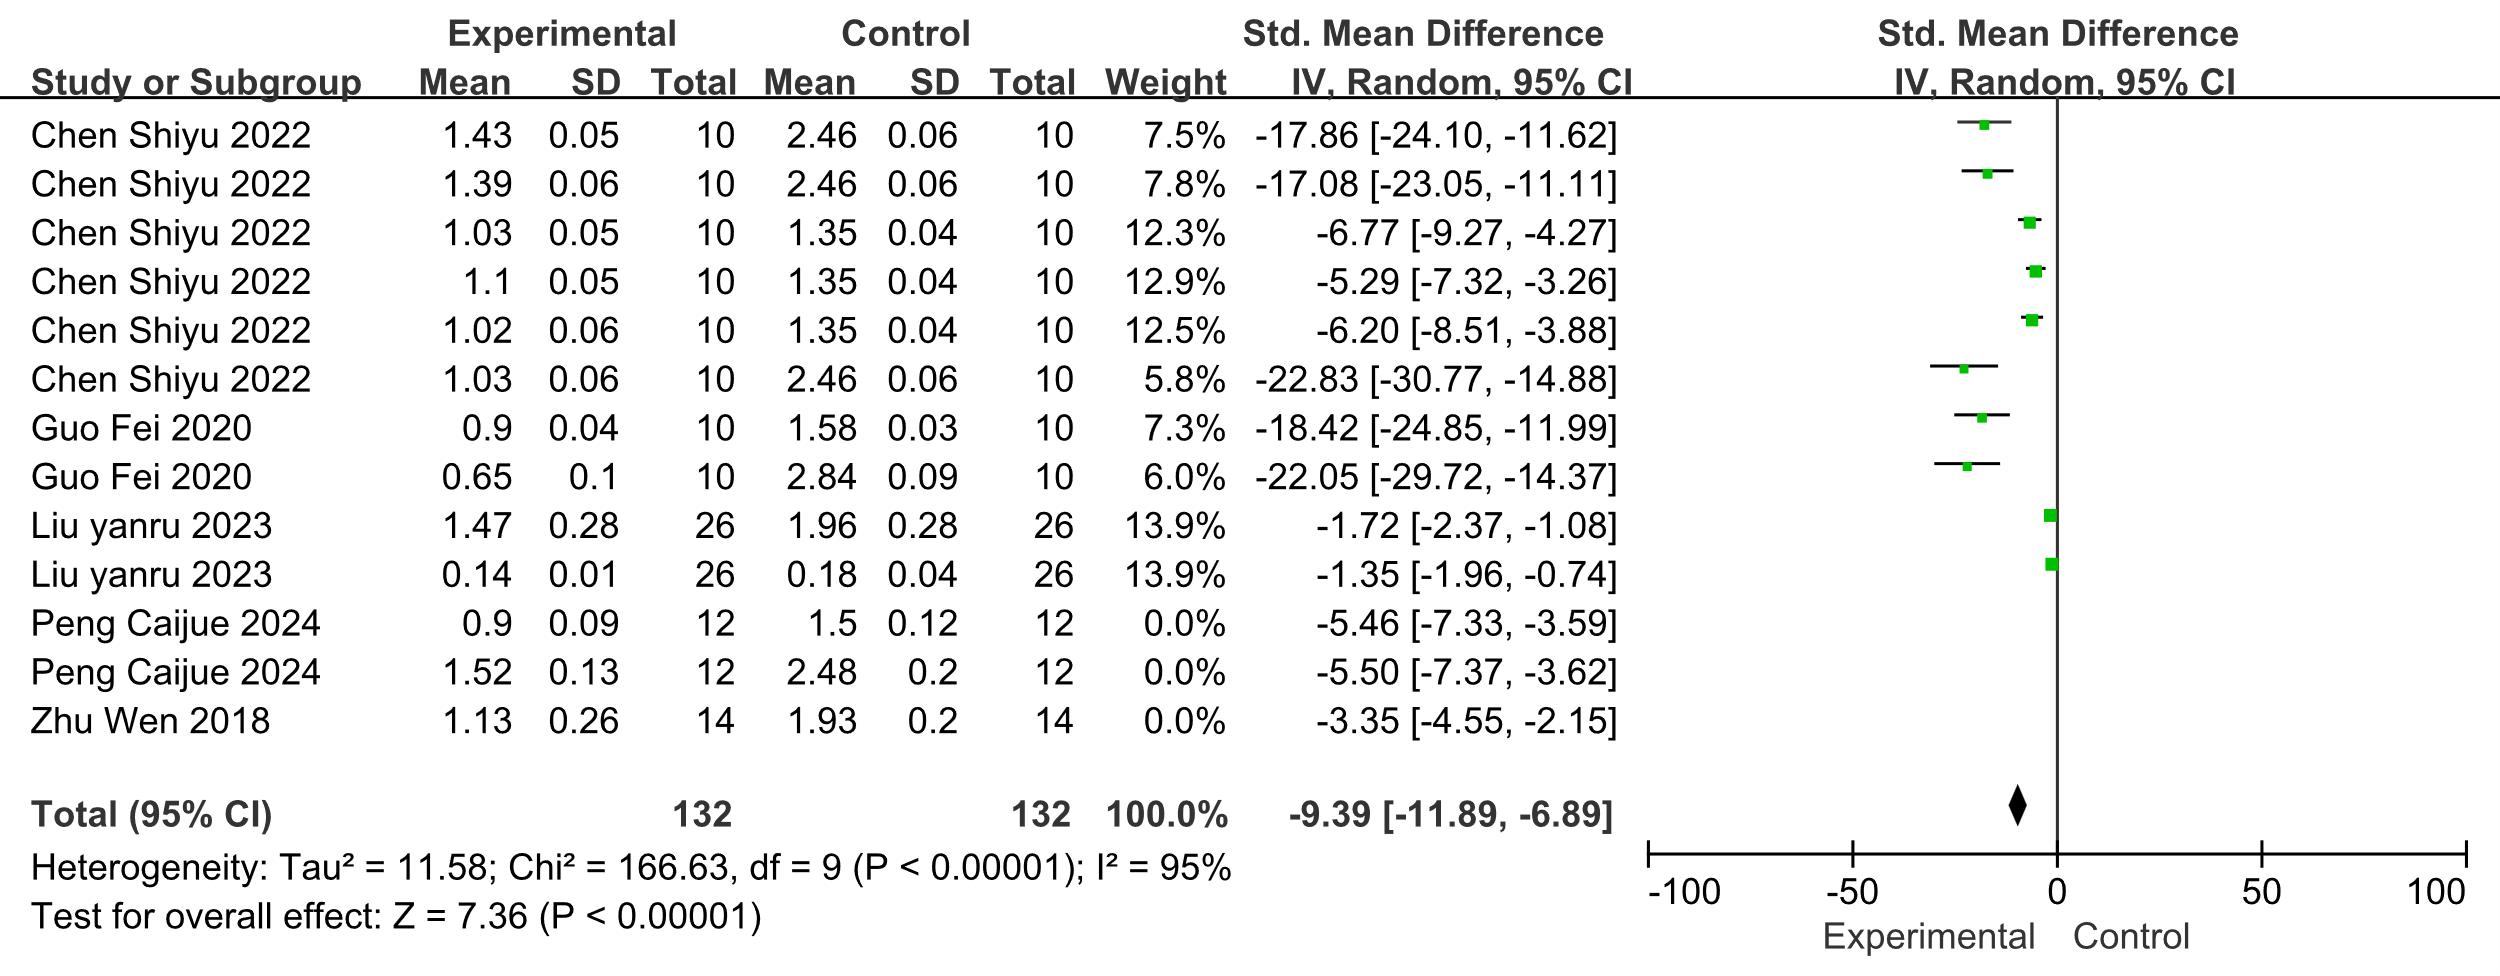 Experimental Control Std. Mean Difference Std. Mean Difference
Study or Subgroup Mean SD Total Mean SD Total Weight IV, Random, 95% CI IV, Random, 95% CI
Chen Shiyu 2022 1.43 0.05 10 2.46 0.06 10 7.5% -17.86 [-24.10, -11.62]
Chen Shiyu 2022 1.39 0.06 10 2.46 0.06 10 7.8% -17.08 [-23.05, -11.11]
Chen Shiyu 2022 1.03 0.05 10 1.35 0.04 10 12.3% -6.77 [-9.27, -4.27]
Chen Shiyu 2022 1.1 0.05 10 1.35 0.04 10 12.9% -5.29 [-7.32, -3.26]
Chen Shiyu 2022 1.02 0.06 10 1.35 0.04 10 12.5% -6.20 [-8.51, -3.88]
Chen Shiyu 2022 1.03 0.06 10 2.46 0.06 10 5.8% -22.83 [-30.77, -14.88]
Guo Fei 2020 0.9 0.04 10 1.58 0.03 10 7.3% -18.42 [-24.85, -11.99]
Guo Fei 2020 0.65 0.1 10 2.84 0.09 10 6.0% -22.05 [-29.72, -14.37]
Liu yanru 2023 1.47 0.28 26 1.96 0.28 26 13.9% -1.72 [-2.37, -1.08]
Liu yanru 2023 0.14 0.01 26 0.18 0.04 26 13.9% -1.35 [-1.96, -0.74]
Peng Caijue 2024 0.9 0.09 12 1.5 0.12 12 0.0% -5.46 [-7.33, -3.59]
Peng Caijue 2024 1.52 0.13 12 2.48 0.2 12 0.0% -5.50 [-7.37, -3.62]
Zhu Wen 2018 1.13 0.26 14 1.93 0.2 14 0.0% -3.35 [-4.55, -2.15]
Total (95% CI) 132 132 100.0% -9.39 [-11.89, -6.89]
Heterogeneity: Tau² = 11.58; Chi² = 166.63, df = 9 (P < 0.00001); I² = 95%
Test for overall effect: Z = 7.36 (P < 0.00001)
-100 -50 0 50 100
Experimental Control